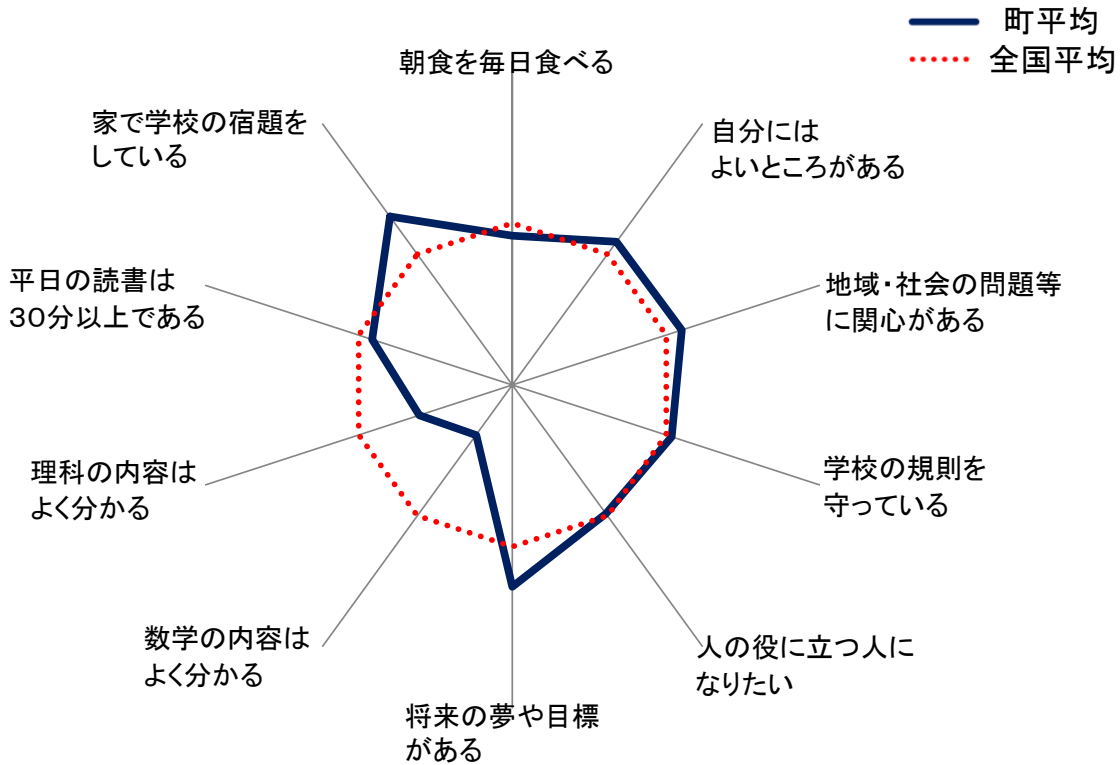 町平均
全国平均
朝食を毎日食べる
自分には
よいところがある
地域・社会の問題等
に関心がある
学校の規則を
守っている
人の役に立つ人に
なりたい
将来の夢や目標
がある
数学の内容は
よく分かる
理科の内容は
よく分かる
平日の読書は
30分以上である
家で学校の宿題を
している